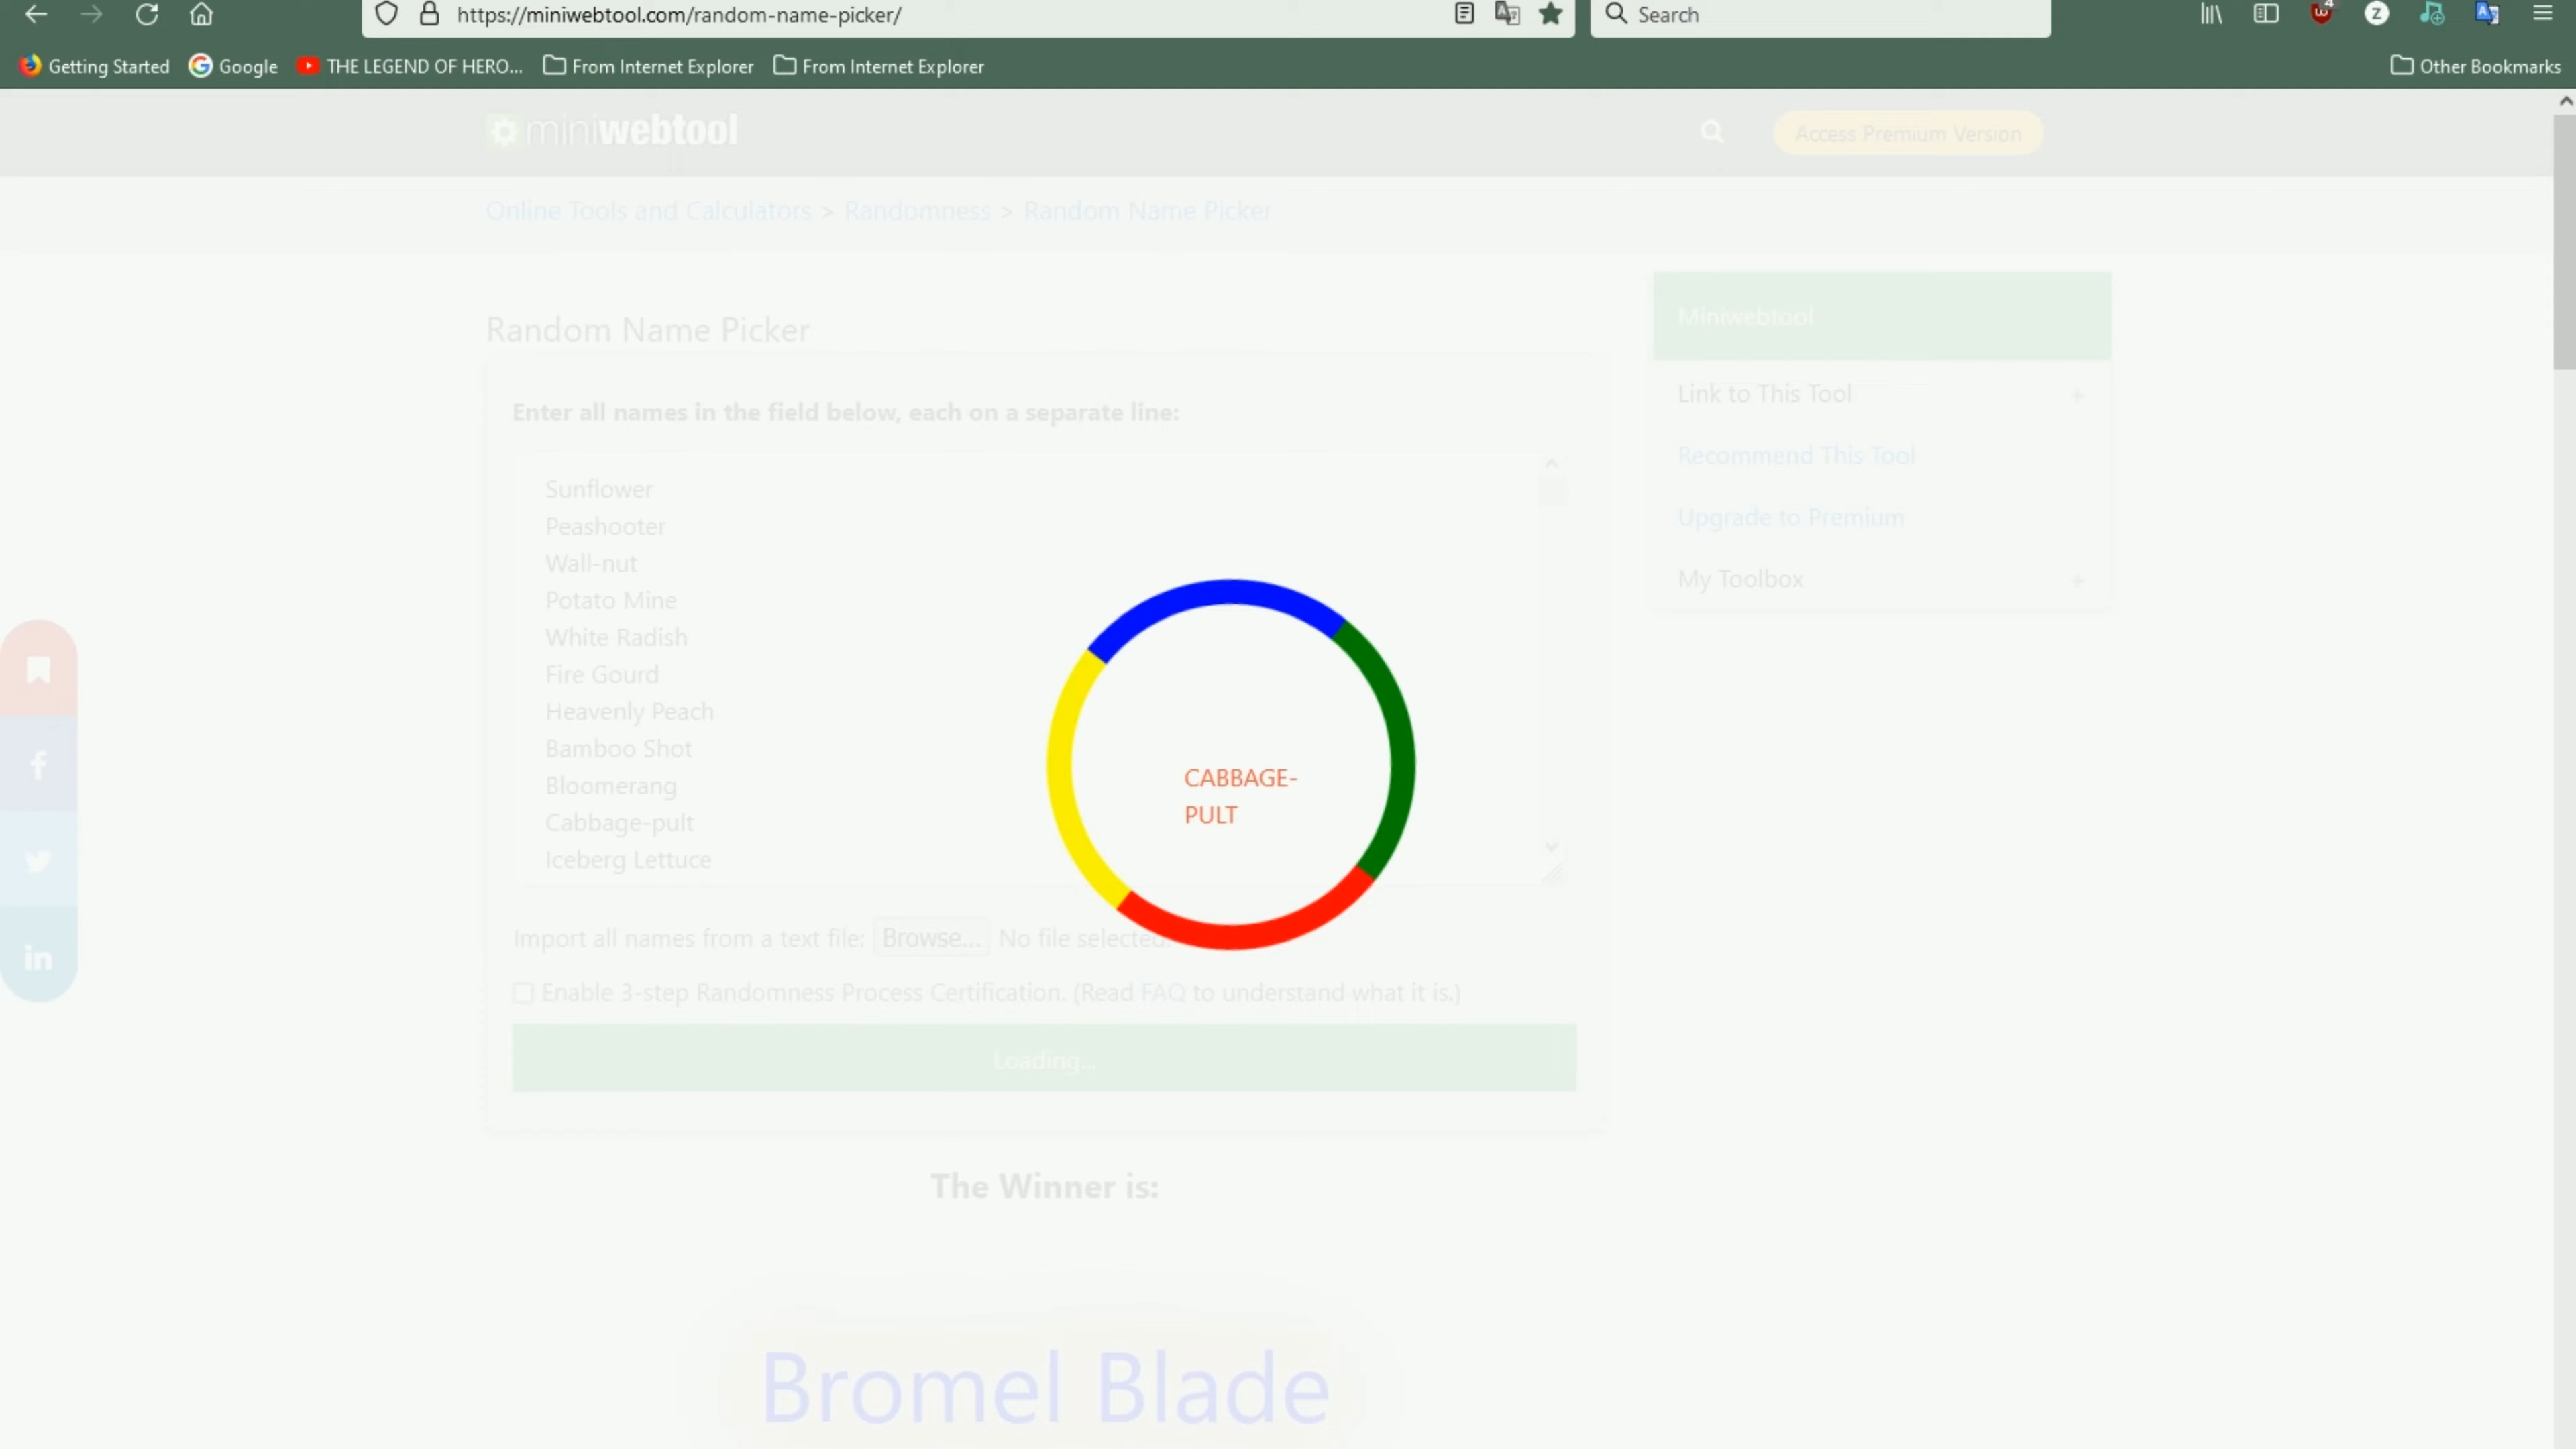 https://miniwebtool.com/random-name-picker/
Search
4
Z
Getting Started
Google
THE LEGEND OF HERO...
From Internet Explorer
From Internet Explorer
Other Bookmarks
miniwebtool
Access Premium Version
Online Tools and Calculators > Randomness > Random Name Picker
Random Name Picker
Enter all names in the field below, each on a separate line:
Sunflower
Peashooter
Wall-nut
Potato Mine
White Radish
Fire Gourd
Heavenly Peach
Bamboo Shot
Bloomerang
Cabbage-pult
Iceberg Lettuce
CABBAGE-
PULT
Import all names from a text file: Browse... No file selected.
Enable 3-step Randomness Process Certification. (Read FAQ to understand what it is.)
Loading...
The Winner is:
Bromel Blade
Miniwebtool
Link to This Tool +
Recommend This Tool
Upgrade to Premium
My Toolbox +